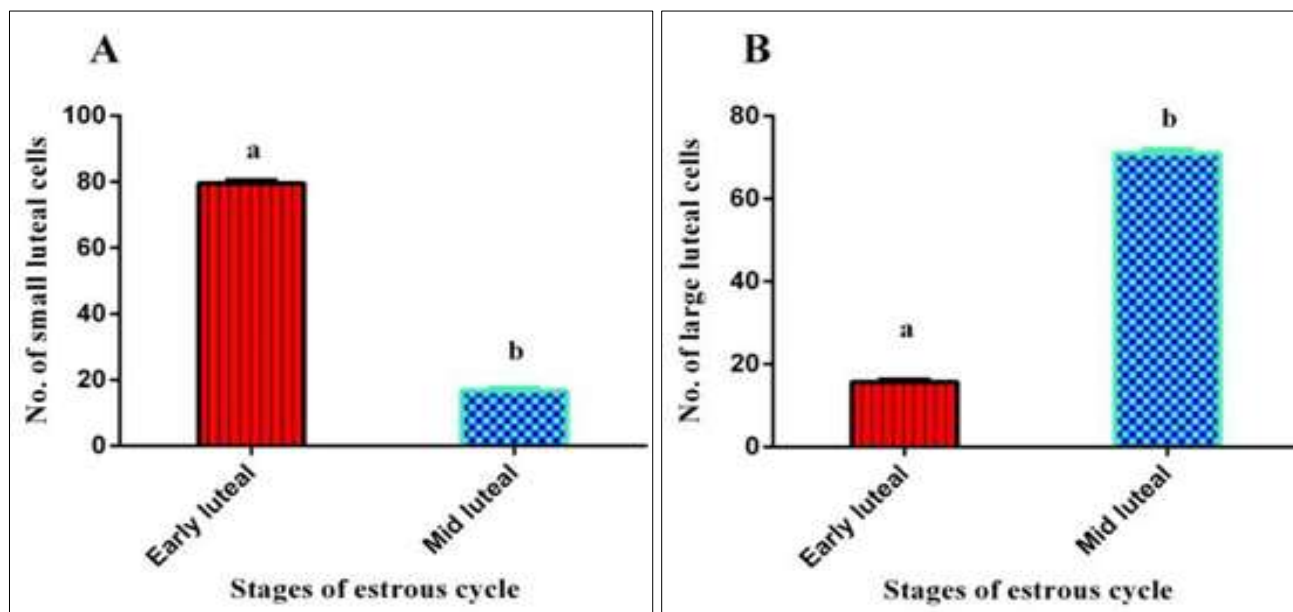 A
No. of small luteal cells
100
80
60
40
20
0
a
b
Early luteal
Mid luteal
Stages of estrous cycle
B
No. of large luteal cells
80
60
40
20
0
a
b
Early luteal
Mid luteal
Stages of estrous cycle